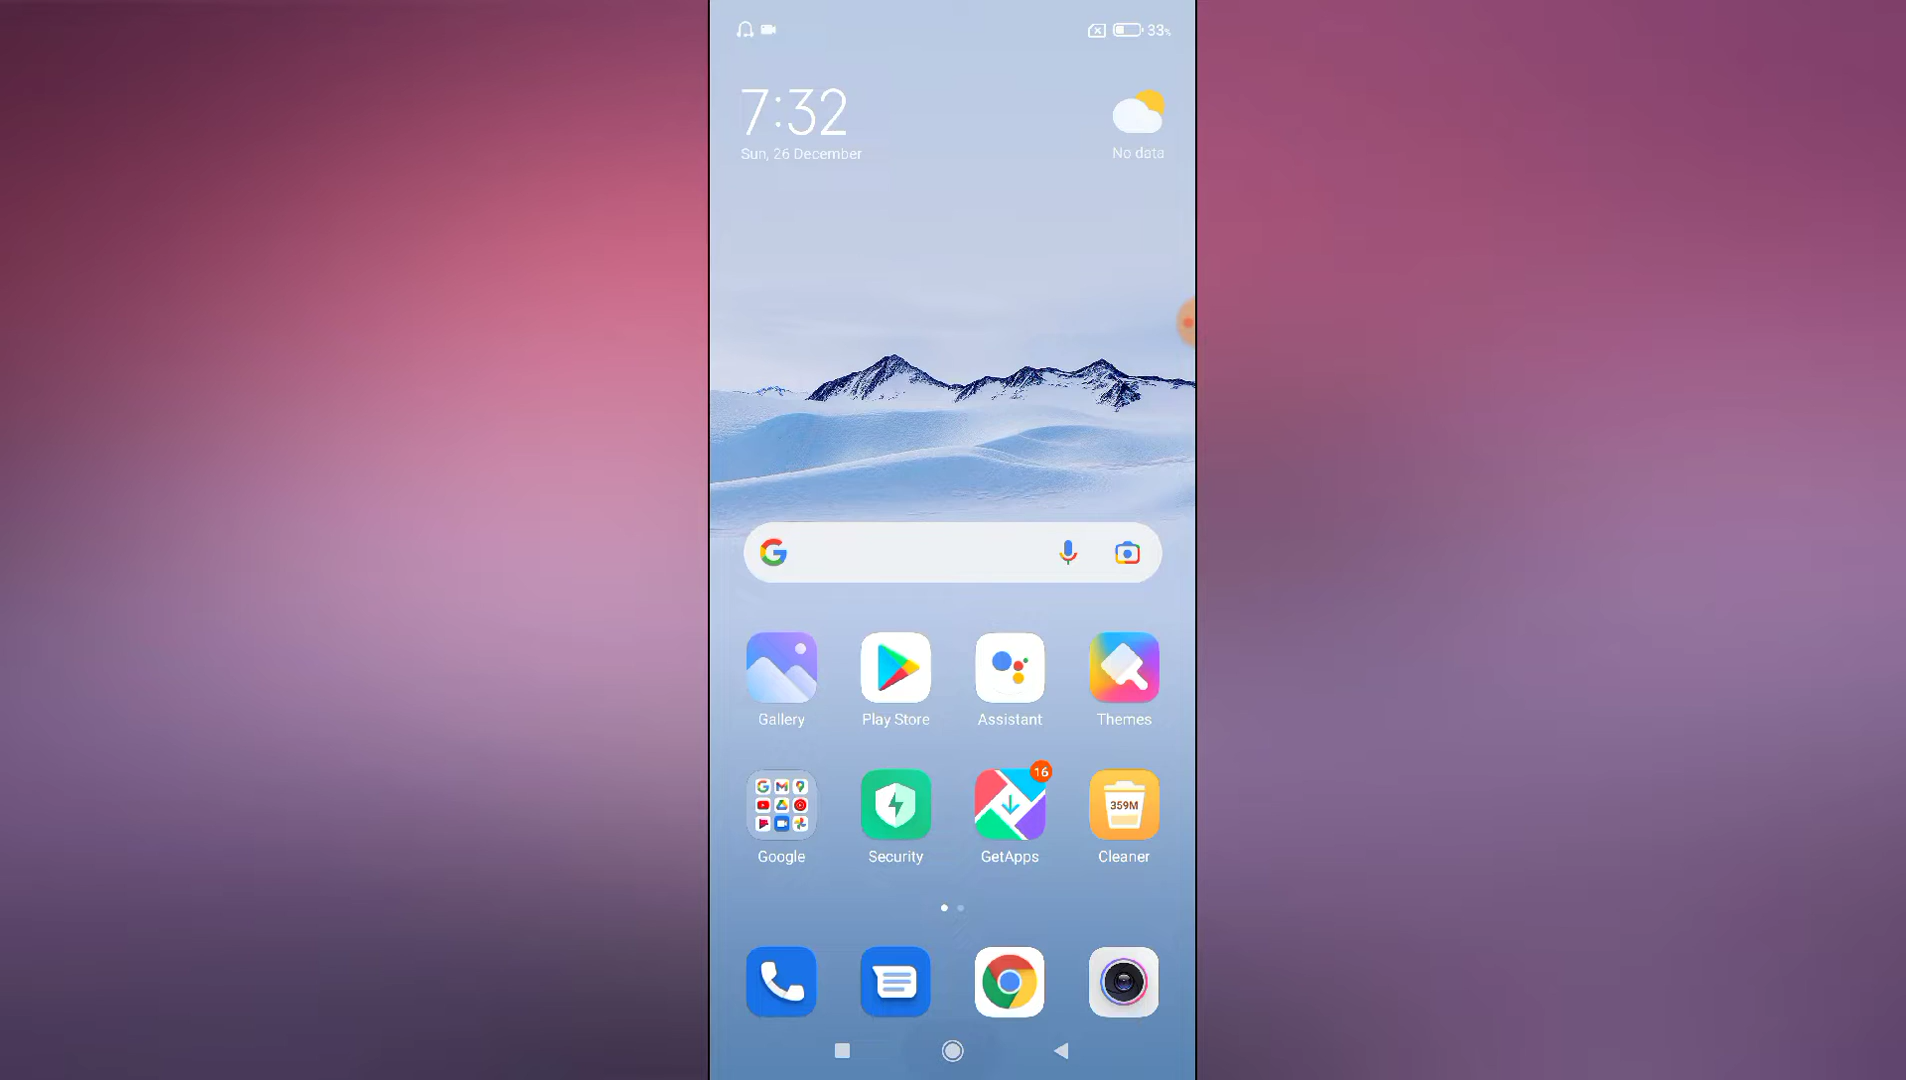 33%
7:32
Sun, 26 December
No data
Gallery
Play Store
Assistant
Themes
16
359M
Google
Security
GetApps
Cleaner